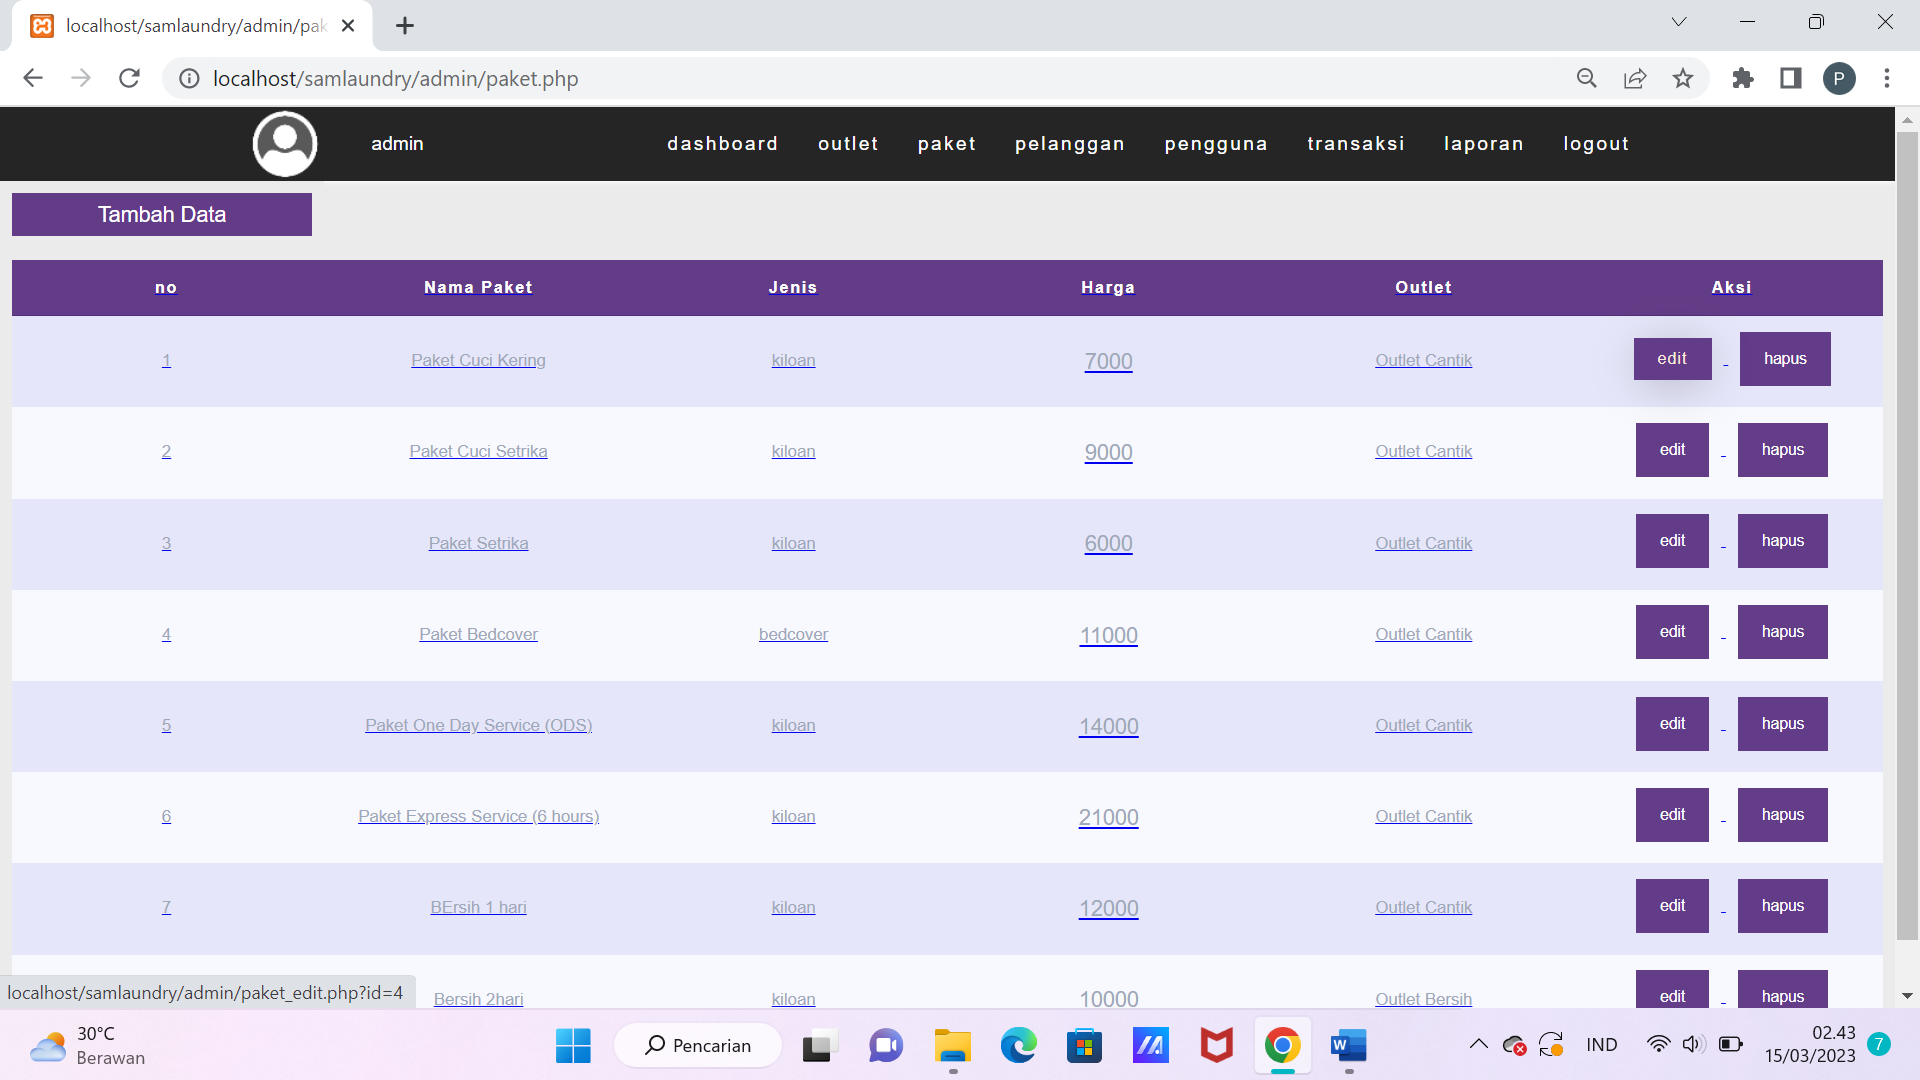 localhost/samlaundry/admin/pak
localhost/samlaundry/admin/paket.php
P
admin dashboard outlet paket pelanggan pengguna transaksi laporan logout
Tambah Data
no Nama Paket Jenis Harga Outlet Aksi
1 Paket Cuci Kering kiloan 7000 Outlet Cantik edit - hapus
2 Paket Cuci Setrika kiloan 9000 Outlet Cantik edit - hapus
3 Paket Setrika kiloan 6000 Outlet Cantik edit - hapus
4 Paket Bedcover bedcover 11000 Outlet Cantik edit - hapus
5 Paket One Day Service (ODS) kiloan 14000 Outlet Cantik edit - hapus
6 Paket Express Service (6 hours) kiloan 21000 Outlet Cantik edit - hapus
7 BErsih 1 hari kiloan 12000 Outlet Cantik edit - hapus
Bersih 2hari kiloan 10000 Outlet Bersih edit - hapus
localhost/samlaundry/admin/paket_edit.php?id=4
30°C
Berawan
Pencarian
W
IND
02.43
15/03/2023
7